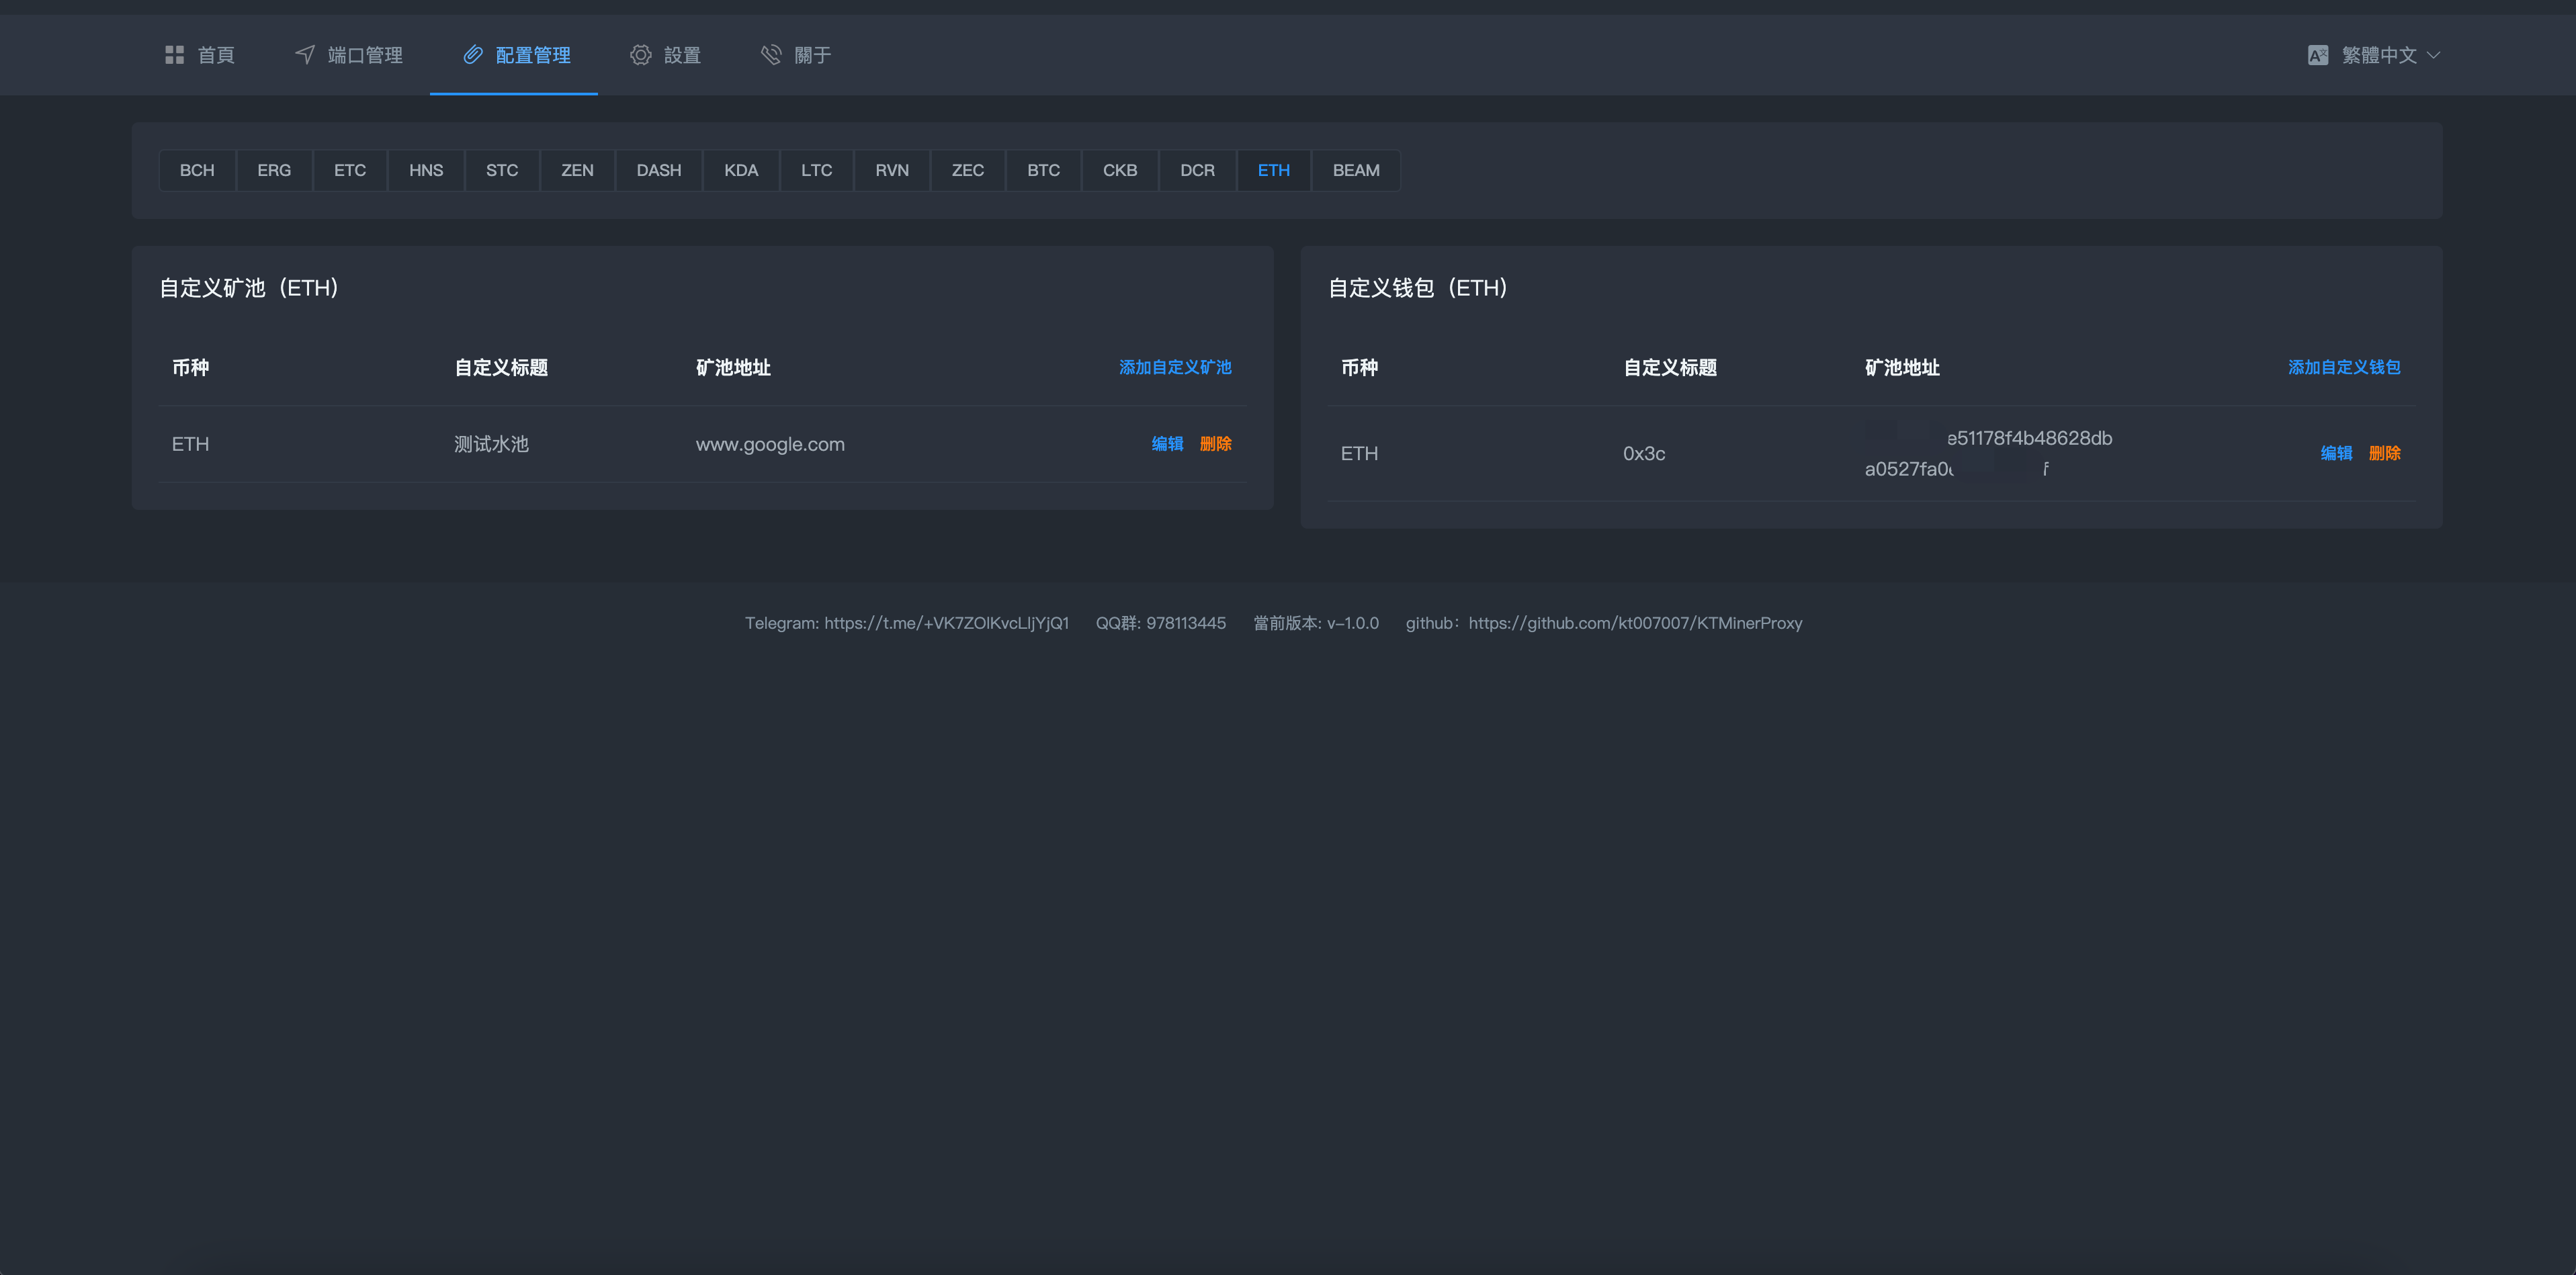 首頁 端口管理 配置管理 設置 關于 繁體中文
BCH ERG ETC HNS STC ZEN DASH KDA LTC RVN ZEC BTC CKB DCR ETH BEAM
自定义矿池（ETH）
币种 自定义标题 矿池地址 添加自定义矿池
ETH 测试水池 www.google.com 编辑 删除
自定义钱包（ETH）
币种 自定义标题 矿池地址 添加自定义钱包
ETH 0x3c e51178f4b48628db
a0527fa0 f 编辑 删除
Telegram: https://t.me/+VK7ZOlKvcLljYjQ1 QQ群: 978113445 當前版本: v-1.0.0 github：https://github.com/kt007007/KTMinerProxy